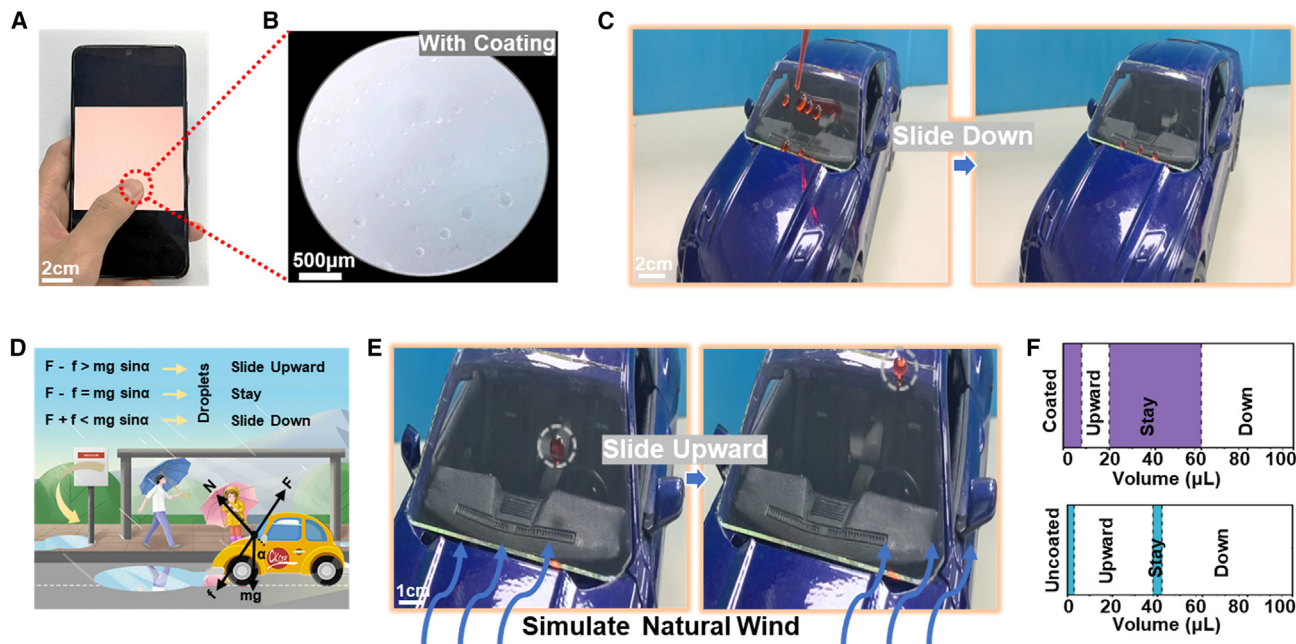 A
2cm
B
With Coating
500μm
C
Slide Down
2cm
D
F - f > mg sinα
Slide Upward
F - f = mg sinα
Droplets
Stay
F + f < mg sinα
Slide Down
N
F
α
f
mg
E
Slide Upward
1cm
Simulate Natural Wind
F
Coated
Upward
Stay
Down
0 20 40 60 80 100
Volume (μL)
Uncoated
Upward
Stay
Down
0 20 40 60 80 100
Volume (μL)